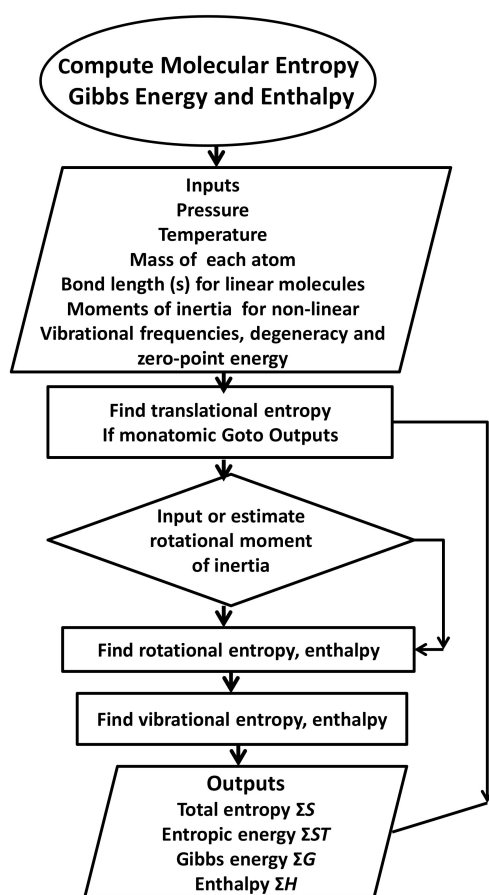 Compute Molecular Entropy
Gibbs Energy and Enthalpy
Inputs
Pressure
Temperature
Mass of each atom
Bond length (s) for linear molecules
Moments of inertia for non-linear
Vibrational frequencies, degeneracy and
zero-point energy
Find translational entropy
If monatomic Goto Outputs
Input or estimate
rotational moment
of inertia
Find rotational entropy, enthalpy
Find vibrational entropy, enthalpy
Outputs
Total entropy ΣS
Entropic energy ΣST
Gibbs energy ΣG
Enthalpy ΣH